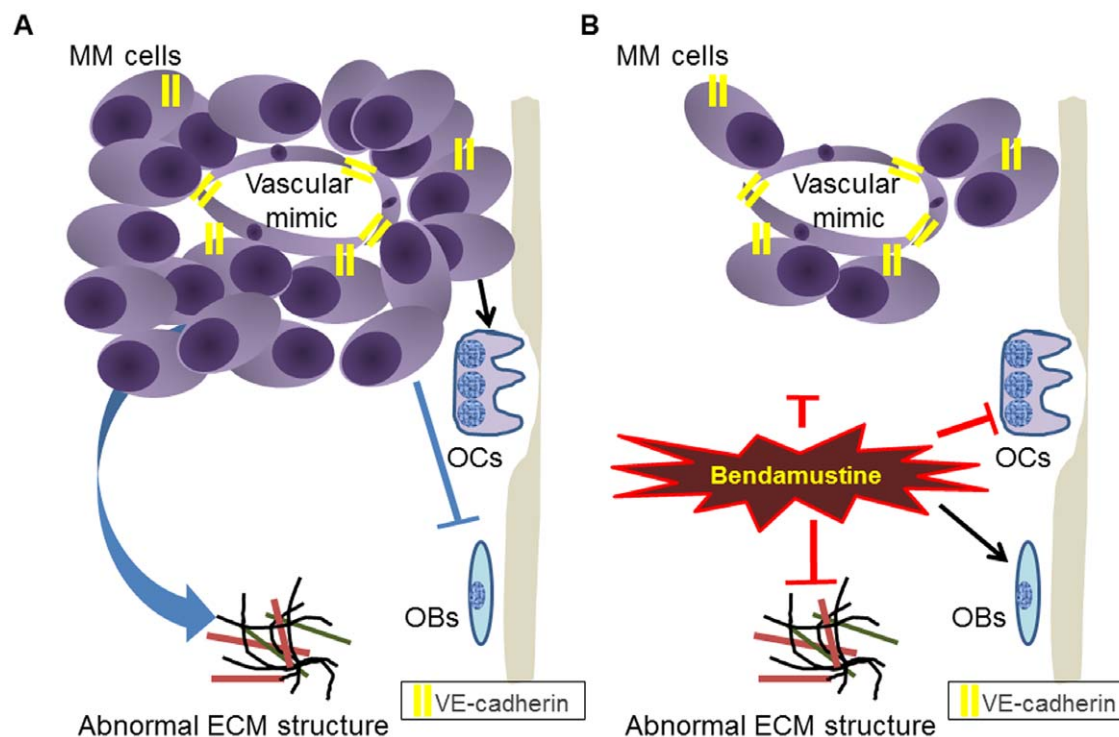 A
MM cells
Vascular
mimic
OCs
OBs
VE-cadherin
Abnormal ECM structure
B
MM cells
Vascular
mimic
Bendamustine
OCs
OBs
VE-cadherin
Abnormal ECM structure